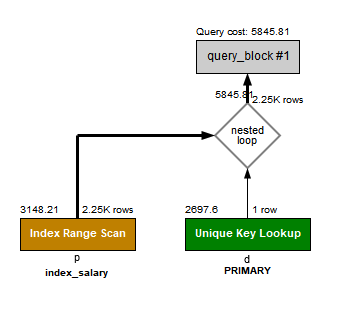 Query cost: 5845.81
query_block #1
5845.81
2.25K rows
nested
loop
3148.21
2.25K rows
2697.6
1 row
Index Range Scan
Unique Key Lookup
p
d
index_salary
PRIMARY